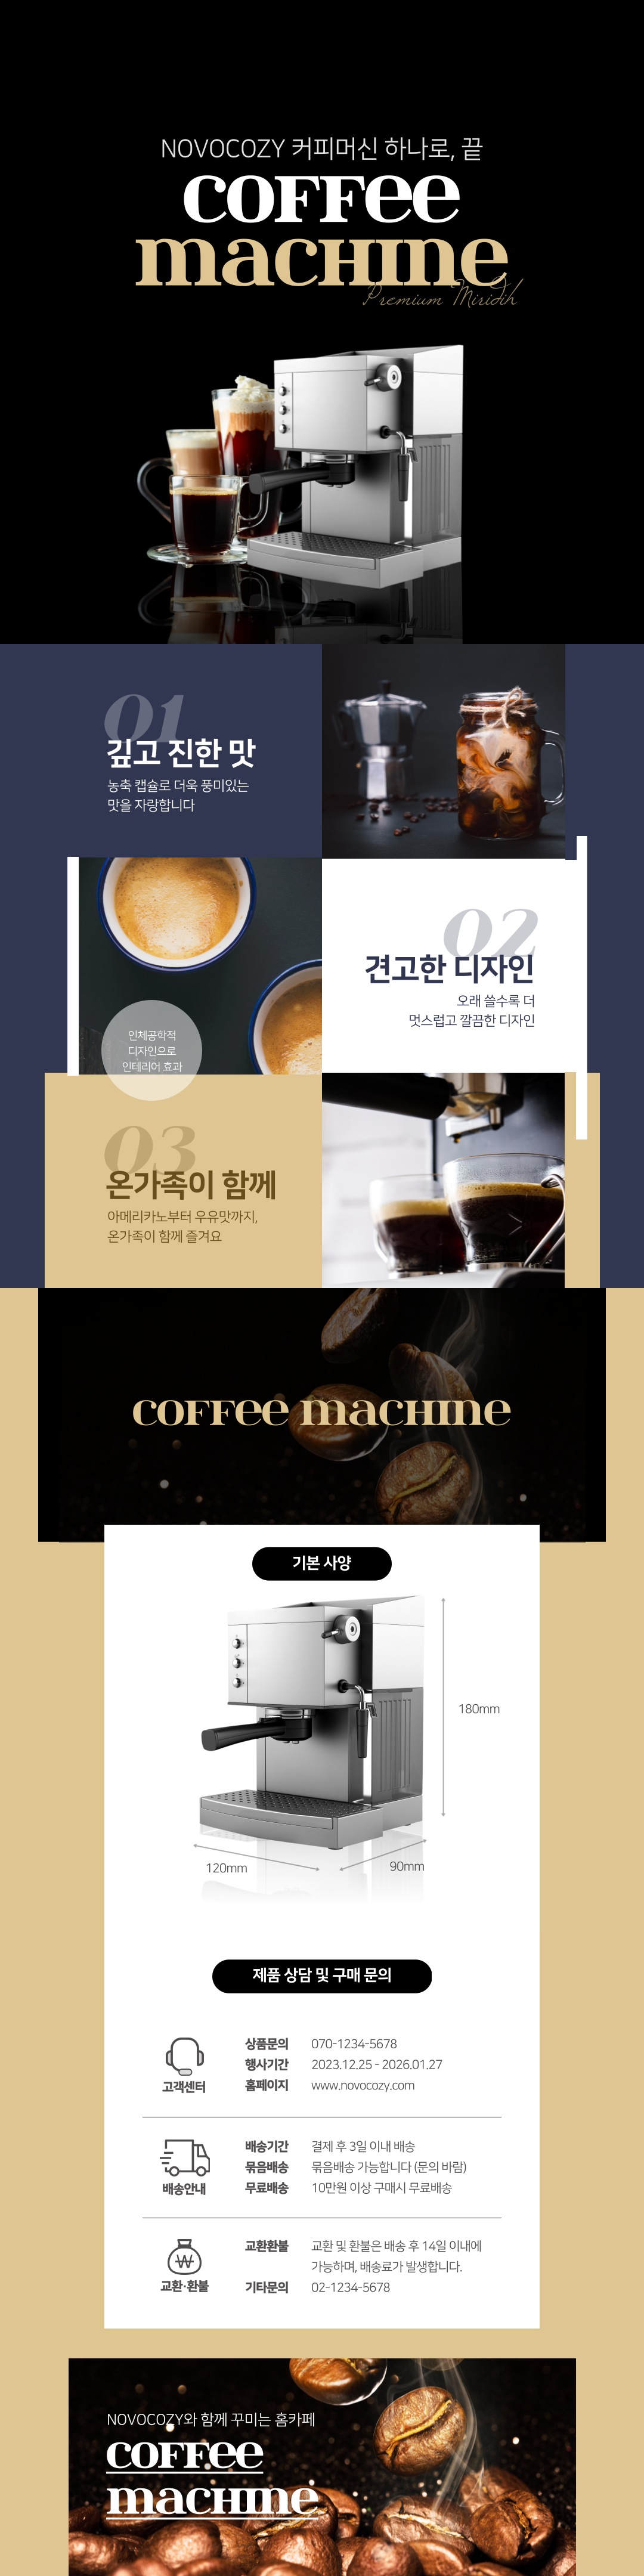 NOVOCOZY 커피머신 하나로, 끝
COFFee
macHINe
Premium Miridih
01
깊고 진한 맛
농축 캡슐로 더욱 풍미있는
맛을 자랑합니다
02
견고한 디자인
오래 쓸수록 더
멋스럽고 깔끔한 디자인
인체공학적
디자인으로
인테리어 효과
03
온가족이 함께
아메리카노부터 우유맛까지,
온가족이 함께 즐겨요
COFFee macHINe
기본 사양
180mm
120mm
90mm
제품 상담 및 구매 문의
고객센터
상품문의 070-1234-5678
행사기간 2023.12.25 - 2026.01.27
홈페이지 www.novocozy.com
배송안내
배송기간 결제 후 3일 이내 배송
묶음배송 묶음배송 가능합니다 (문의 바람)
무료배송 10만원 이상 구매시 무료배송
교환·환불
교환환불 교환 및 환불은 배송 후 14일 이내에
가능하며, 배송료가 발생합니다.
기타문의 02-1234-5678
NOVOCOZY와 함께 꾸미는 홈카페
COFFee
macHINe